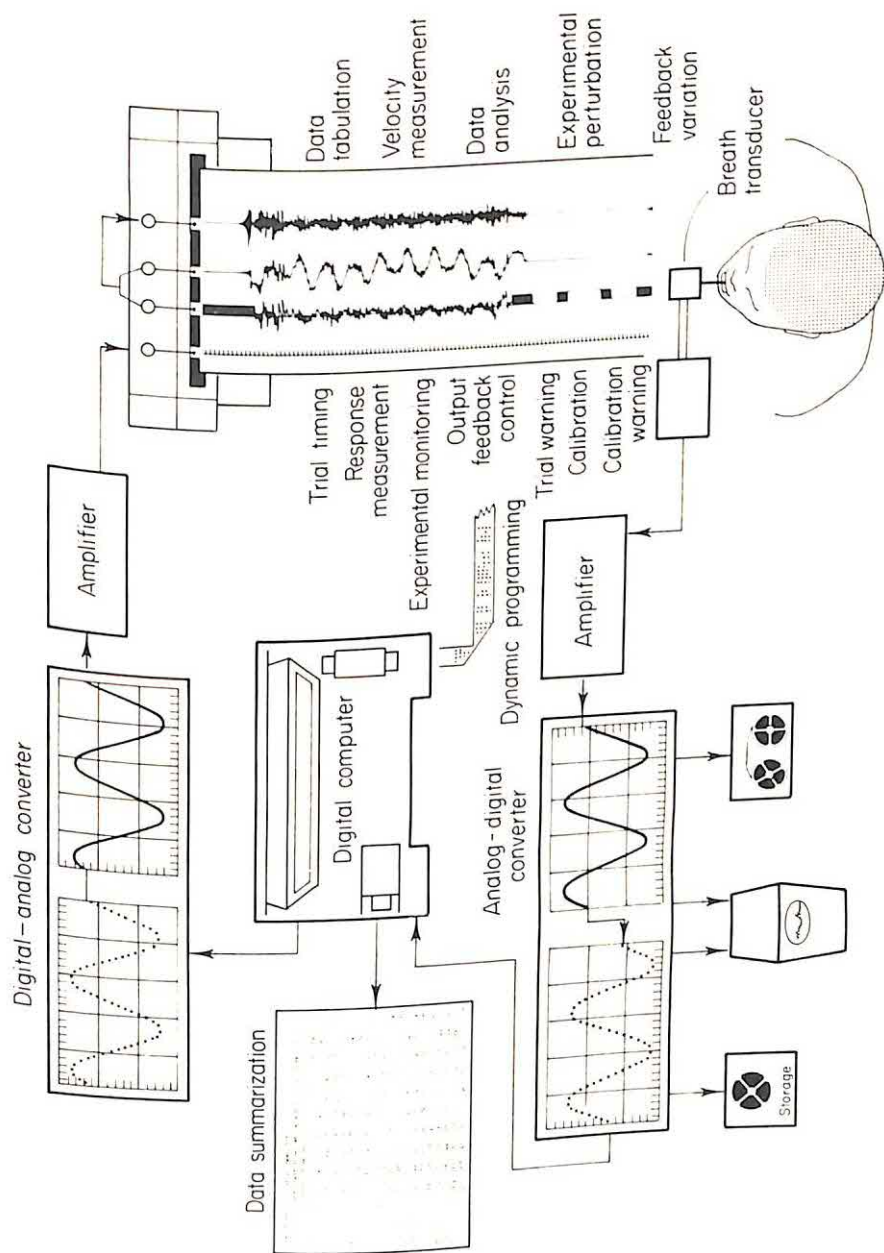 Digital–analog converter
Amplifier
Data summarization
Digital computer
Trial timing
Response
measurement
Experimental monitoring
Output
feedback
control
Trial warning
Calibration
Calibration
warning
Data
tabulation
Velocity
measurement
Data
analysis
Experimental
perturbation
Feedback
variation
Breath
transducer
Dynamic programming
Analog-digital
converter
Amplifier
Storage